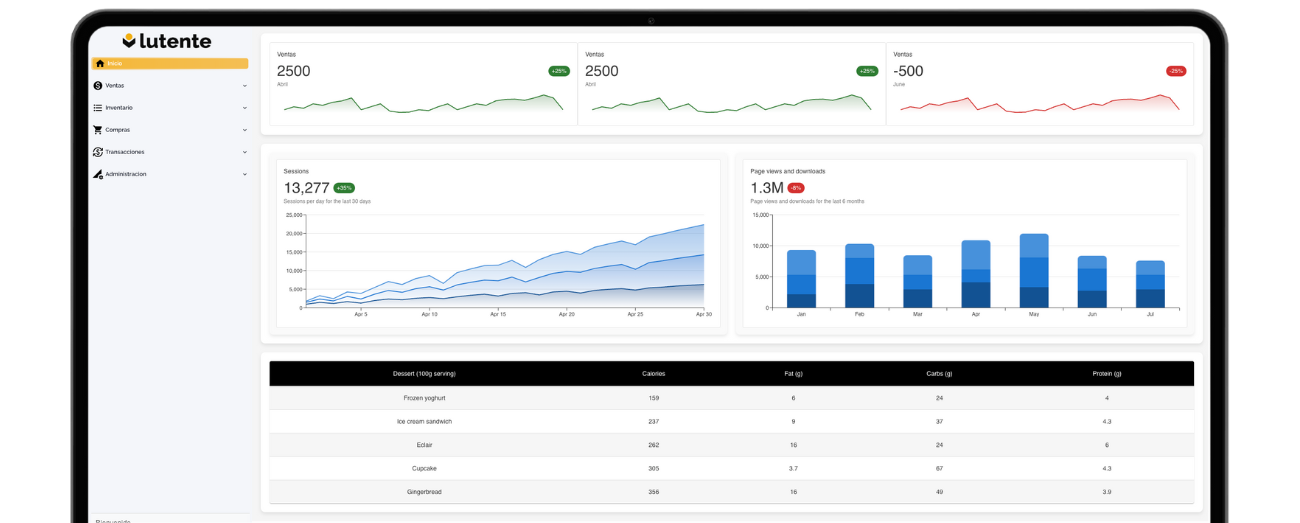 lutente
Inicio
Ventas
Inventario
Compras
Transacciones
Administracion
Ventas
2500
+25%
Abril
Ventas
2500
+25%
Abril
Ventas
-500
-25%
June
Sessions
13,277 +35%
Sessions per day for the last 30 days
25,000
20,000
15,000
10,000
5,000
0
Apr 5 Apr 10 Apr 15 Apr 20 Apr 25 Apr 30
Page views and downloads
1.3M -8%
Page views and downloads for the last 6 months
15,000
10,000
5,000
0
Jan Feb Mar Apr May Jun Jul
Dessert (100g serving) Calories Fat (g) Carbs (g) Protein (g)
Frozen yoghurt 159 6 24 4
Ice cream sandwich 237 9 37 4.3
Eclair 262 16 24 6
Cupcake 305 3.7 67 4.3
Gingerbread 356 16 49 3.9